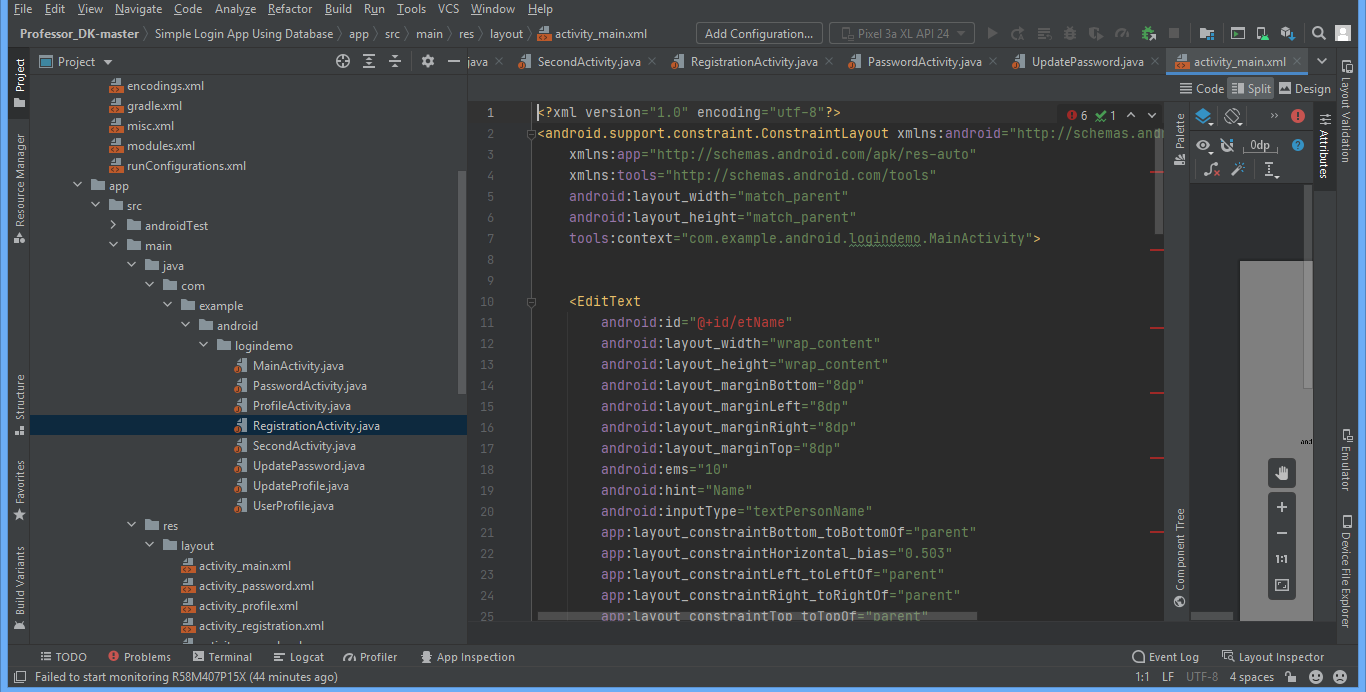 File Edit View Navigate Code Analyze Refactor Build Run Tools VCS Window Help
Professor_DK-master Simple Login App Using Database app src main res layout activity_main.xml Add Configuration... Pixel 3a XL API 24
Project java SecondActivity.java RegistrationActivity.java PasswordActivity.java UpdatePassword.java activity_main.xml
Code Split Design
encodings.xml
gradle.xml
misc.xml
modules.xml
runConfigurations.xml
app
src
androidTest
main
java
com
example
android
logindemo
MainActivity.java
PasswordActivity.java
ProfileActivity.java
RegistrationActivity.java
SecondActivity.java
UpdatePassword.java
UpdateProfile.java
UserProfile.java
res
layout
activity_main.xml
activity_password.xml
activity_profile.xml
activity_registration.xml
1 <?xml version="1.0" encoding="utf-8"?>
2 <android.support.constraint.ConstraintLayout xmlns:android="http://schemas.and
3 xmlns:app="http://schemas.android.com/apk/res-auto"
4 xmlns:tools="http://schemas.android.com/tools"
5 android:layout_width="match_parent"
6 android:layout_height="match_parent"
7 tools:context="com.example.android.logindemo.MainActivity">
8
9
10 <EditText
11 android:id="@+id/etName"
12 android:layout_width="wrap_content"
13 android:layout_height="wrap_content"
14 android:layout_marginBottom="8dp"
15 android:layout_marginLeft="8dp"
16 android:layout_marginRight="8dp"
17 android:layout_marginTop="8dp"
18 android:ems="10"
19 android:hint="Name"
20 android:inputType="textPersonName"
21 app:layout_constraintBottom_toBottomOf="parent"
22 app:layout_constraintHorizontal_bias="0.503"
23 app:layout_constraintLeft_toLeftOf="parent"
24 app:layout_constraintRight_toRightOf="parent"
25 app:layout_constraintTop_toTopOf="parent"
6 1
0dp
and
1:1
Project
Resource Manager
Structure
Favorites
Build Variants
Palette
Component Tree
Attributes
Layout Validation
Emulator
Device File Explorer
TODO Problems Terminal Logcat Profiler App Inspection Event Log Layout Inspector
Failed to start monitoring R58M407P15X (44 minutes ago) 1:1 LF UTF-8 4 spaces